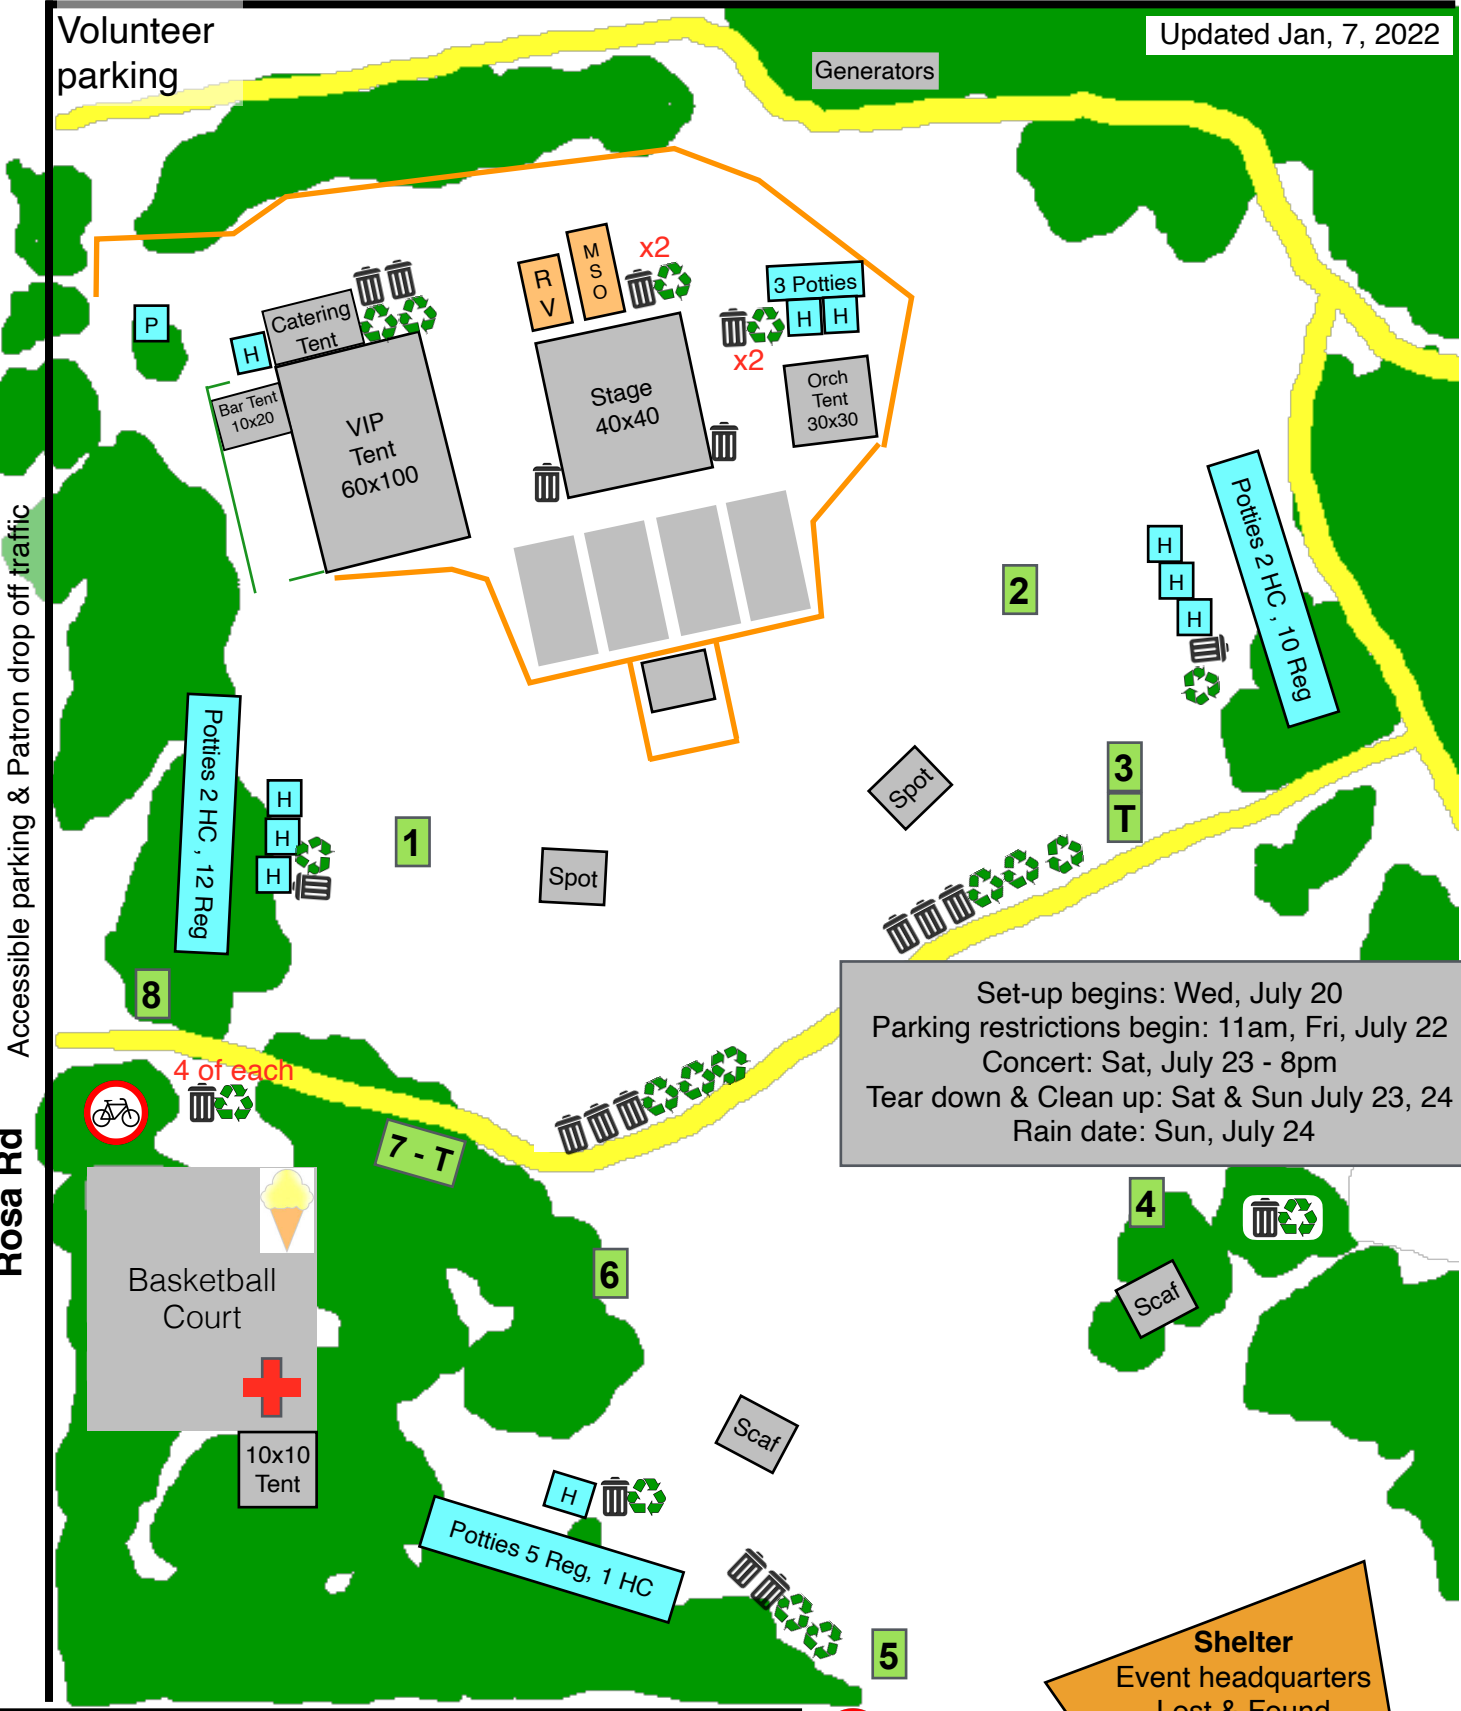 Volunteer
parking
Updated Jan, 7, 2022
Generators
R
V
M
S
O
x2
3 Potties
H
H
x2
P
H
Catering
Tent
Bar Tent
10x20
VIP
Tent
60x100
Stage
40x40
Orch
Tent
30x30
Accessible parking & Patron drop off traffic
2
H
H
H
Potties 2 HC , 10 Reg
Potties 2 HC , 12 Reg
H
H
H
1
Spot
Spot
3
T
8
Set-up begins: Wed, July 20
Parking restrictions begin: 11am, Fri, July 22
Concert: Sat, July 23 - 8pm
Tear down & Clean up: Sat & Sun July 23, 24
Rain date: Sun, July 24
4 of each
7 - T
Rosa Rd
4
6
Basketball
Court
Scaf
Scaf
10x10
Tent
H
Potties 5 Reg, 1 HC
5
Shelter
Event headquarters
Lost & Found